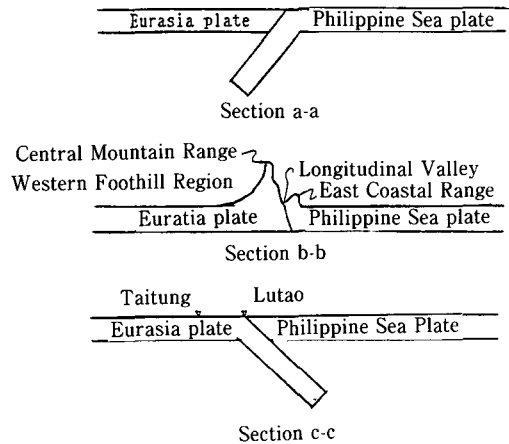 Eurasia plate Philippine Sea plate
Section a-a
Central Mountain Range
Western Foothill Region
Longitudinal Valley
East Coastal Range
Euratia plate Philippine Sea plate
Section b-b
Taitung Lutao
Eurasia plate Philippine Sea Plate
Section c-c